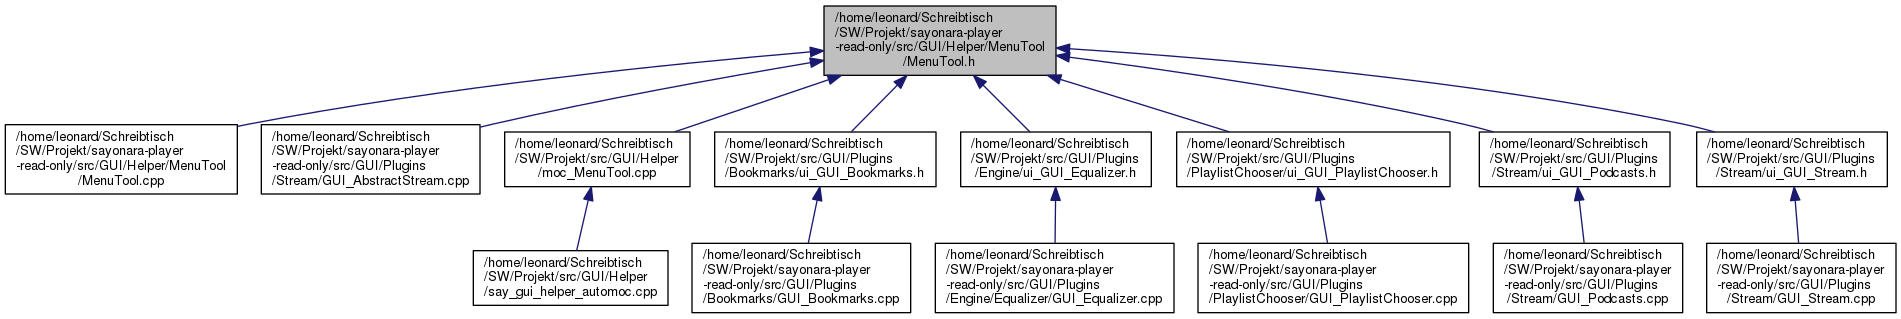 /home/leonard/Schreibtisch
/SW/Projekt/sayonara-player
-read-only/src/GUI/Helper/MenuTool
/MenuTool.h
/home/leonard/Schreibtisch
/SW/Projekt/sayonara-player
-read-only/src/GUI/Helper/MenuTool
/MenuTool.cpp
/home/leonard/Schreibtisch
/SW/Projekt/sayonara-player
-read-only/src/GUI/Plugins
/Stream/GUI_AbstractStream.cpp
/home/leonard/Schreibtisch
/SW/Projekt/src/GUI/Helper
/moc_MenuTool.cpp
/home/leonard/Schreibtisch
/SW/Projekt/src/GUI/Plugins
/Bookmarks/ui_GUI_Bookmarks.h
/home/leonard/Schreibtisch
/SW/Projekt/src/GUI/Plugins
/Engine/ui_GUI_Equalizer.h
/home/leonard/Schreibtisch
/SW/Projekt/src/GUI/Plugins
/PlaylistChooser/ui_GUI_PlaylistChooser.h
/home/leonard/Schreibtisch
/SW/Projekt/src/GUI/Plugins
/Stream/ui_GUI_Podcasts.h
/home/leonard/Schreibtisch
/SW/Projekt/src/GUI/Plugins
/Stream/ui_GUI_Stream.h
/home/leonard/Schreibtisch
/SW/Projekt/src/GUI/Helper
/say_gui_helper_automoc.cpp
/home/leonard/Schreibtisch
/SW/Projekt/sayonara-player
-read-only/src/GUI/Plugins
/Bookmarks/GUI_Bookmarks.cpp
/home/leonard/Schreibtisch
/SW/Projekt/sayonara-player
-read-only/src/GUI/Plugins
/Engine/Equalizer/GUI_Equalizer.cpp
/home/leonard/Schreibtisch
/SW/Projekt/sayonara-player
-read-only/src/GUI/Plugins
/PlaylistChooser/GUI_PlaylistChooser.cpp
/home/leonard/Schreibtisch
/SW/Projekt/sayonara-player
-read-only/src/GUI/Plugins
/Stream/GUI_Podcasts.cpp
/home/leonard/Schreibtisch
/SW/Projekt/sayonara-player
-read-only/src/GUI/Plugins
/Stream/GUI_Stream.cpp